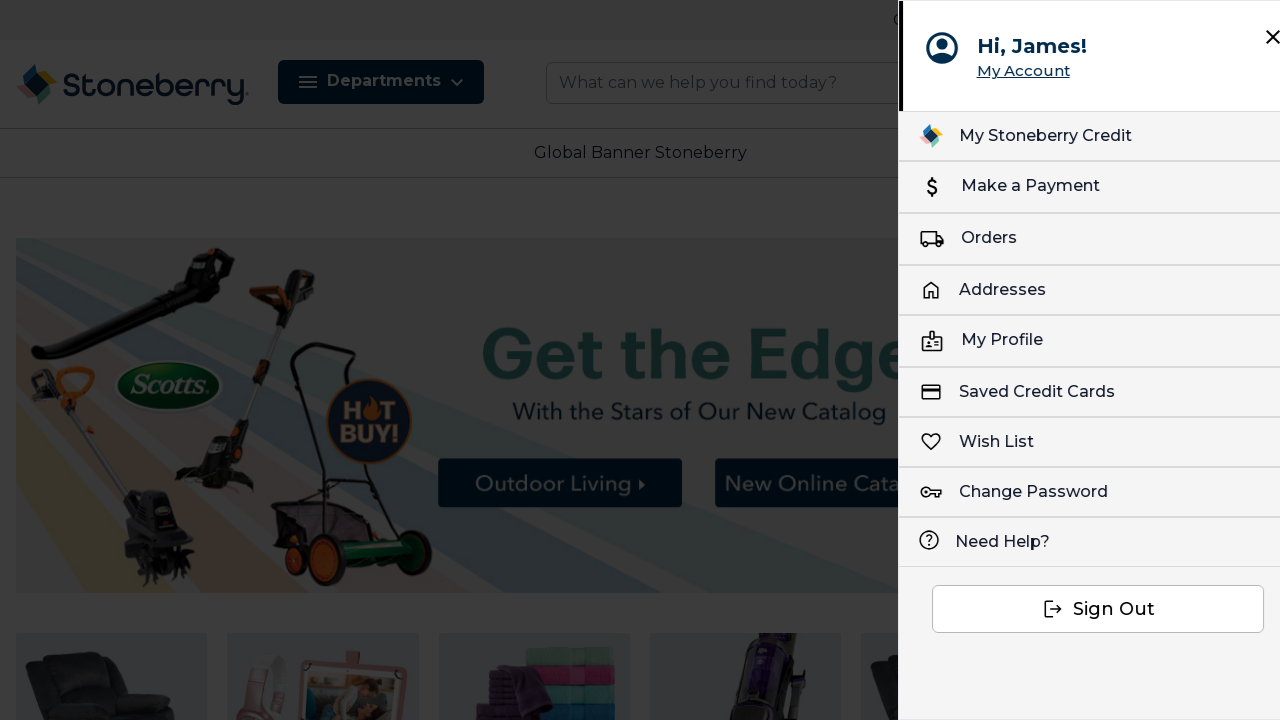 Stoneberry
Departments
What can we help you find today?
Global Banner Stoneberry
Scotts
HOT
BUY!
Get the Edge
With the Stars of Our New Catalog
Outdoor Living
New Online Cata
Hi, James!
My Account
My Stoneberry Credit
Make a Payment
Orders
Addresses
My Profile
Saved Credit Cards
Wish List
Change Password
Need Help?
Sign Out